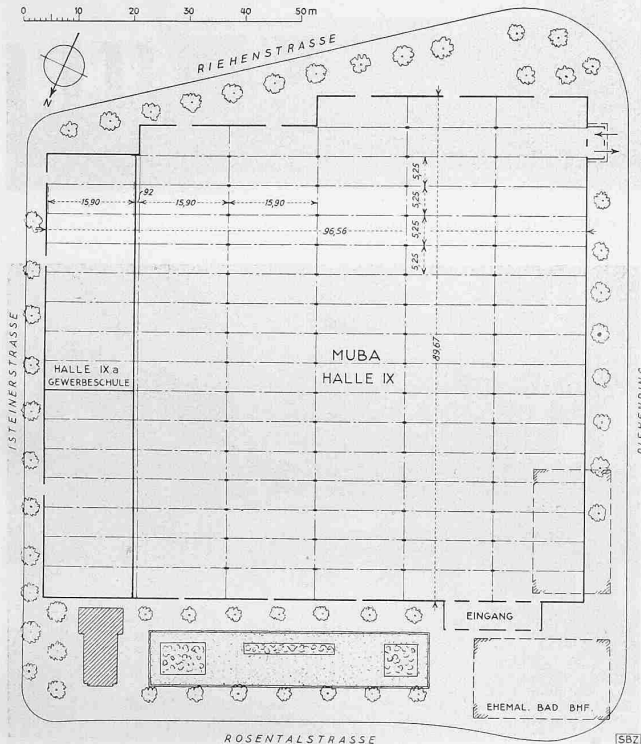 0 10 20 30 40 50 m
RIEHENSTRASSE
N
92
15,90 15,90 15,90
5,25
5,25
5,25
5,25
96,56
89,67
ISTEINERSTRASSE
HALLE IX a
GEWERBESCHULE
MUBA
HALLE IX
EINGANG
EHEMAL. BAD BHF.
ROSENTALSTRASSE
SBZ